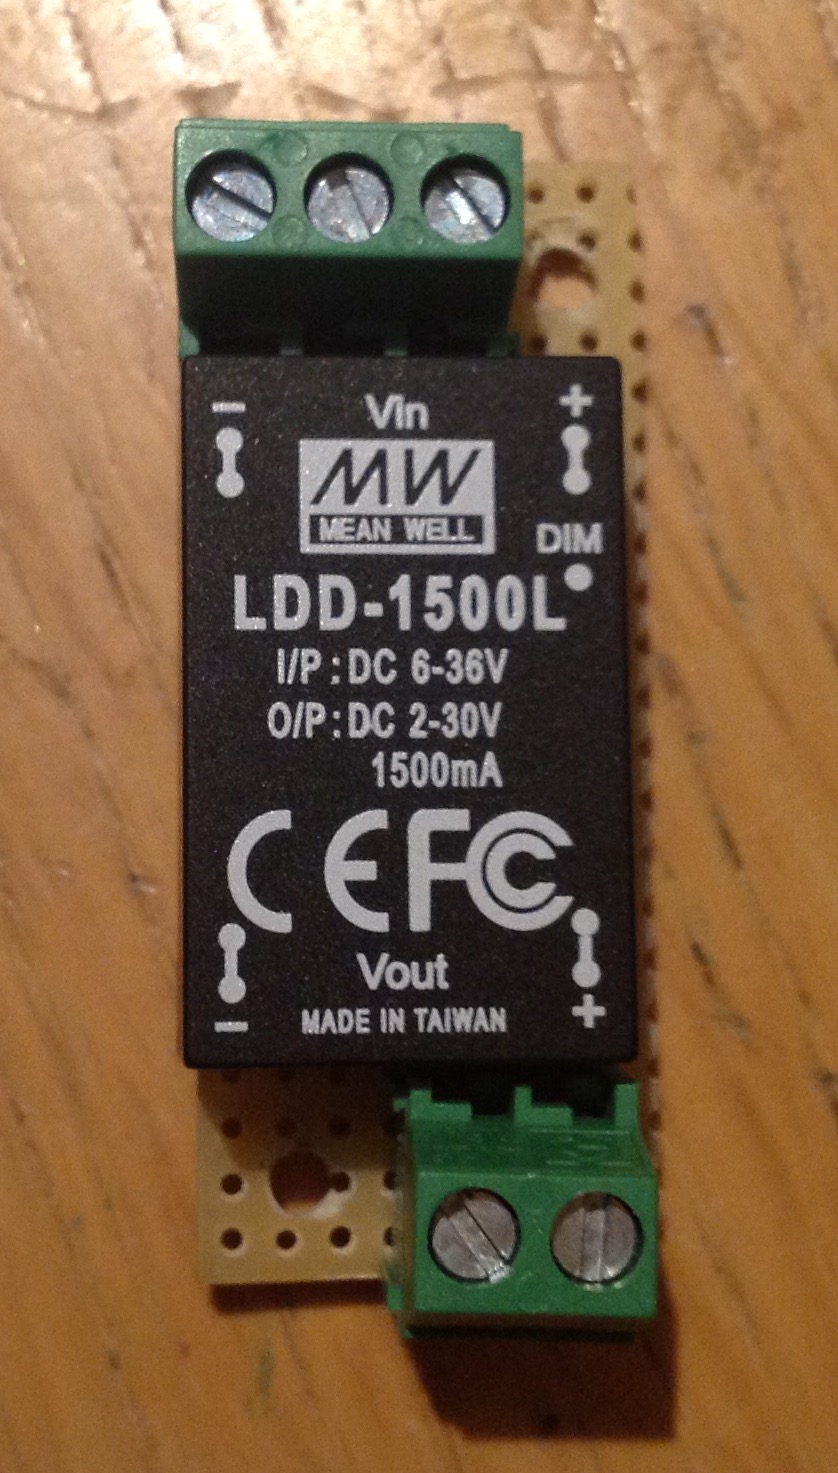 - Vin +
MW
MEAN WELL
DIM
LDD-1500L
I/P : DC 6-36V
O/P : DC 2-30V
1500mA
CE FC
Vout
- MADE IN TAIWAN +